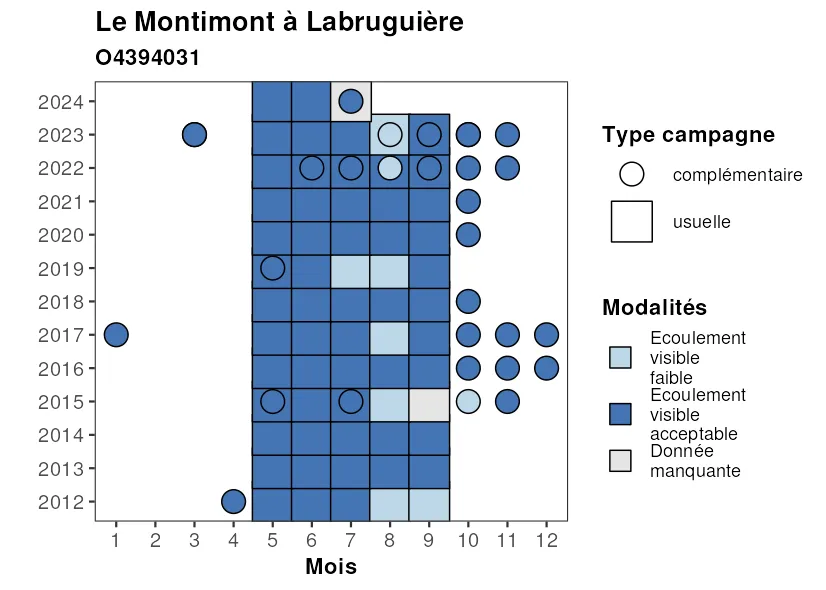 Le Montimont à Labruguière
O4394031
2024
2023
2022
2021
2020
2019
2018
2017
2016
2015
2014
2013
2012
1 2 3 4 5 6 7 8 9 10 11 12
Mois
Type campagne
complémentaire
usuelle
Modalités
Ecoulement
visible
faible
Ecoulement
visible
acceptable
Donnée
manquante